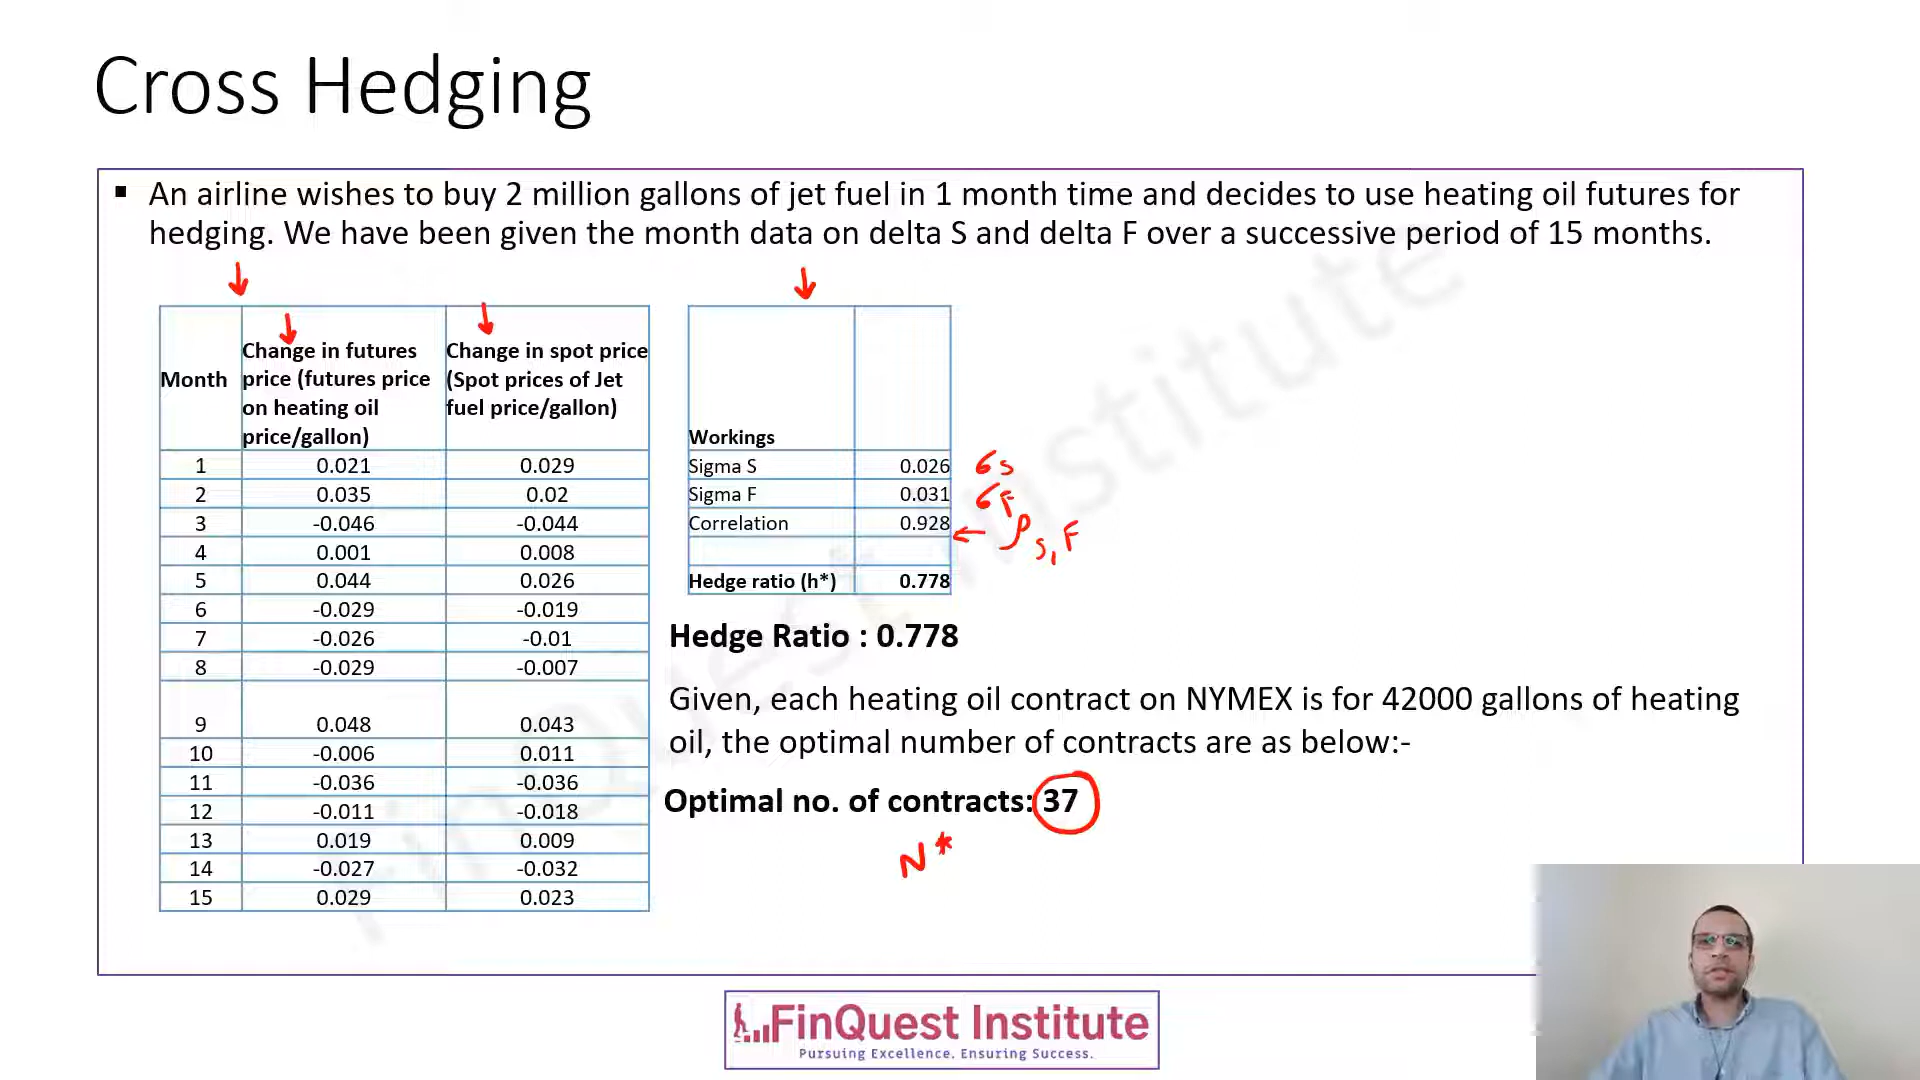 Cross Hedging
▪ An airline wishes to buy 2 million gallons of jet fuel in 1 month time and decides to use heating oil futures for
hedging. We have been given the month data on delta S and delta F over a successive period of 15 months.
Month
Change in futures
price (futures price
on heating oil
price/gallon)
Change in spot price
(Spot prices of Jet
fuel price/gallon)
1 0.021 0.029
2 0.035 0.02
3 -0.046 -0.044
4 0.001 0.008
5 0.044 0.026
6 -0.029 -0.019
7 -0.026 -0.01
8 -0.029 -0.007
9 0.048 0.043
10 -0.006 0.011
11 -0.036 -0.036
12 -0.011 -0.018
13 0.019 0.009
14 -0.027 -0.032
15 0.029 0.023
Workings
Sigma S 0.026 σs
Sigma F 0.031 σF
Correlation 0.928 ← ρ S, F
Hedge ratio (h*) 0.778
Hedge Ratio : 0.778
Given, each heating oil contract on NYMEX is for 42000 gallons of heating
oil, the optimal number of contracts are as below:-
Optimal no. of contracts: 37
N*
FinQuest Institute
FinQuest Institute
Pursuing Excellence. Ensuring Success.